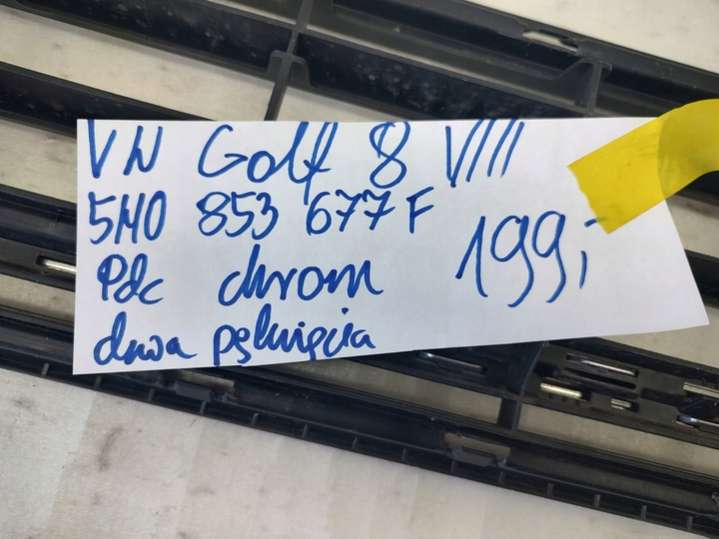 VW Golf 8 VIII
5H0 853 677 F
199,-
Pdc chrom
dwa pęknięcia